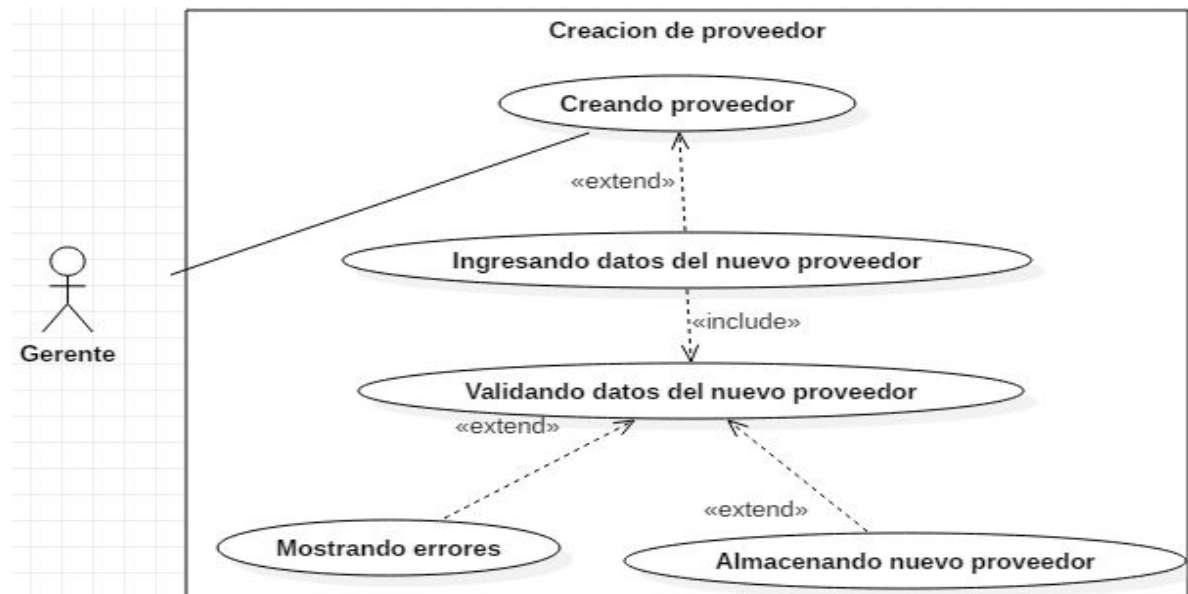 Creacion de proveedor
Creando proveedor
«extend»
Ingresando datos del nuevo proveedor
«include»
Gerente
Validando datos del nuevo proveedor
«extend»
«extend»
Mostrando errores
Almacenando nuevo proveedor